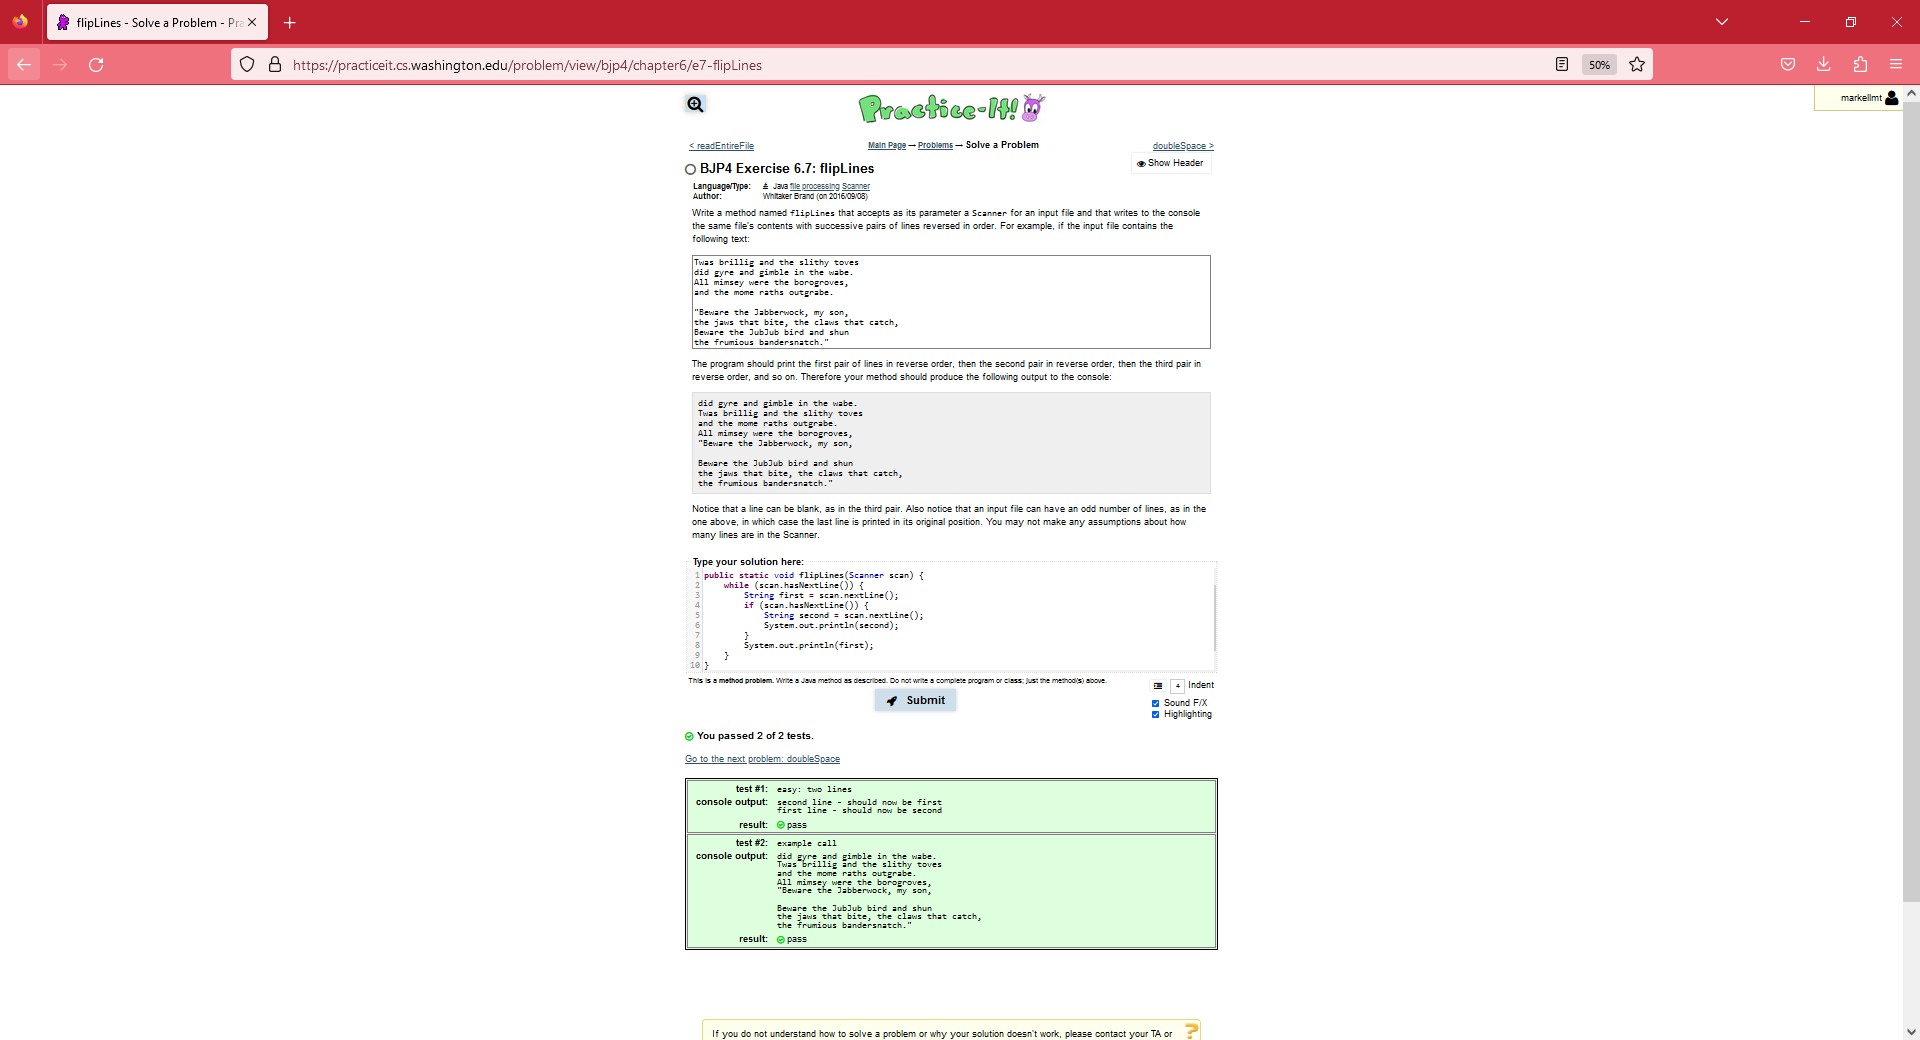 flipLines - Solve a Problem - Pra
https://practiceit.cs.washington.edu/problem/view/bjp4/chapter6/e7-flipLines
50%
Practice-It!
markellmt
< readEntireFile
Main Page → Problems → Solve a Problem
doubleSpace >
Show Header
BJP4 Exercise 6.7: flipLines
Language/Type: Java file processing Scanner
Author: Whitaker Brand (on 2016/09/08)
Write a method named flipLines that accepts as its parameter a Scanner for an input file and that writes to the console
the same file's contents with successive pairs of lines reversed in order. For example, if the input file contains the
following text:
Twas brillig and the slithy toves
did gyre and gimble in the wabe.
All mimsey were the borogroves,
and the mome raths outgrabe.
"Beware the Jabberwock, my son,
the jaws that bite, the claws that catch,
Beware the JubJub bird and shun
the frumious bandersnatch."
The program should print the first pair of lines in reverse order, then the second pair in reverse order, then the third pair in
reverse order, and so on. Therefore your method should produce the following output to the console:
did gyre and gimble in the wabe.
Twas brillig and the slithy toves
and the mome raths outgrabe.
All mimsey were the borogroves,
"Beware the Jabberwock, my son,
Beware the JubJub bird and shun
the jaws that bite, the claws that catch,
the frumious bandersnatch."
Notice that a line can be blank, as in the third pair. Also notice that an input file can have an odd number of lines, as in the
one above, in which case the last line is printed in its original position. You may not make any assumptions about how
many lines are in the Scanner.
Type your solution here:
1 public static void flipLines(Scanner scan) {
2 while (scan.hasNextLine()) {
3 String first = scan.nextLine();
4 if (scan.hasNextLine()) {
5 String second = scan.nextLine();
6 System.out.println(second);
7 }
8 System.out.println(first);
9 }
10 }
This is a method problem. Write a Java method as described. Do not write a complete program or class; just the method(s) above.
4 Indent
Submit
Sound F/X
Highlighting
You passed 2 of 2 tests.
Go to the next problem: doubleSpace
test #1: easy: two lines
console output: second line - should now be first
first line - should now be second
result: pass
test #2: example call
console output: did gyre and gimble in the wabe.
Twas brillig and the slithy toves
and the mome raths outgrabe.
All mimsey were the borogroves,
"Beware the Jabberwock, my son,
Beware the JubJub bird and shun
the jaws that bite, the claws that catch,
the frumious bandersnatch."
result: pass
If you do not understand how to solve a problem or why your solution doesn't work, please contact your TA or